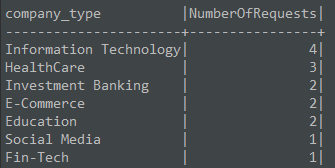 company_type |NumberOfRequests|
----------------------+----------------+
Information Technology| 4|
HealthCare | 3|
Investment Banking | 2|
E-Commerce | 2|
Education | 2|
Social Media | 1|
Fin-Tech | 1|